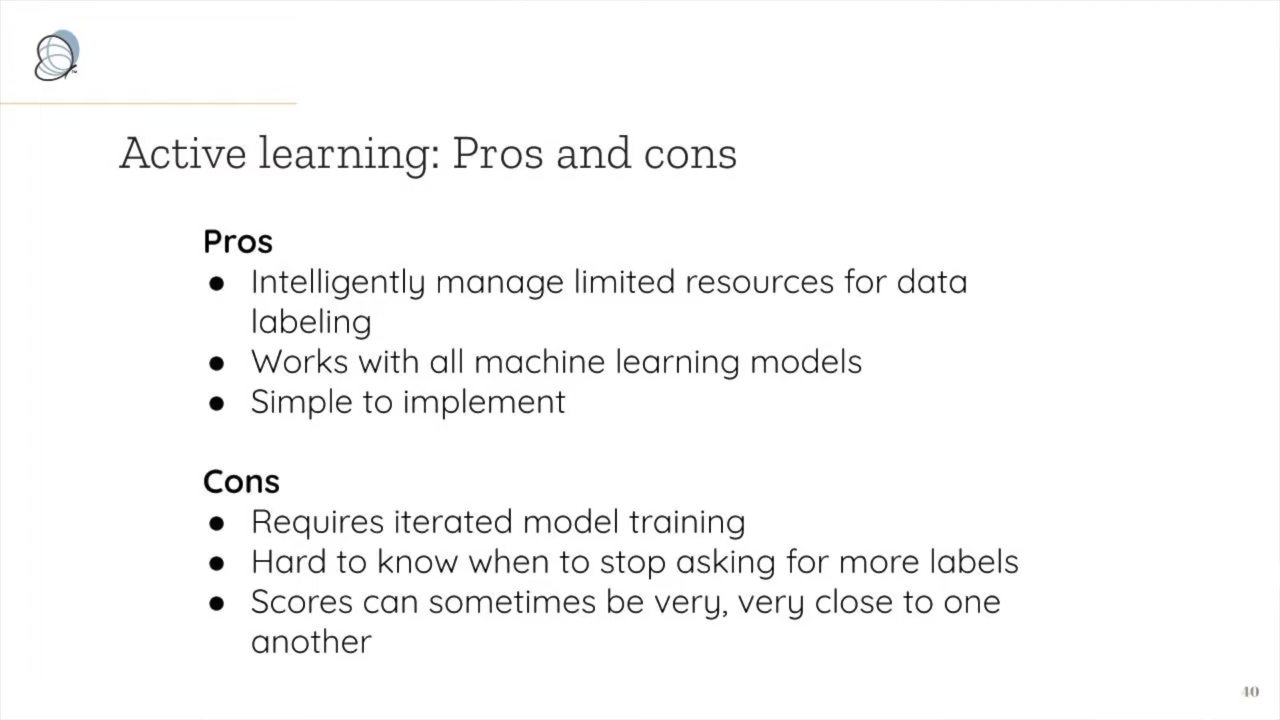 Active learning: Pros and cons
Pros
● Intelligently manage limited resources for data
labeling
● Works with all machine learning models
● Simple to implement
Cons
● Requires iterated model training
● Hard to know when to stop asking for more labels
● Scores can sometimes be very, very close to one
another
40